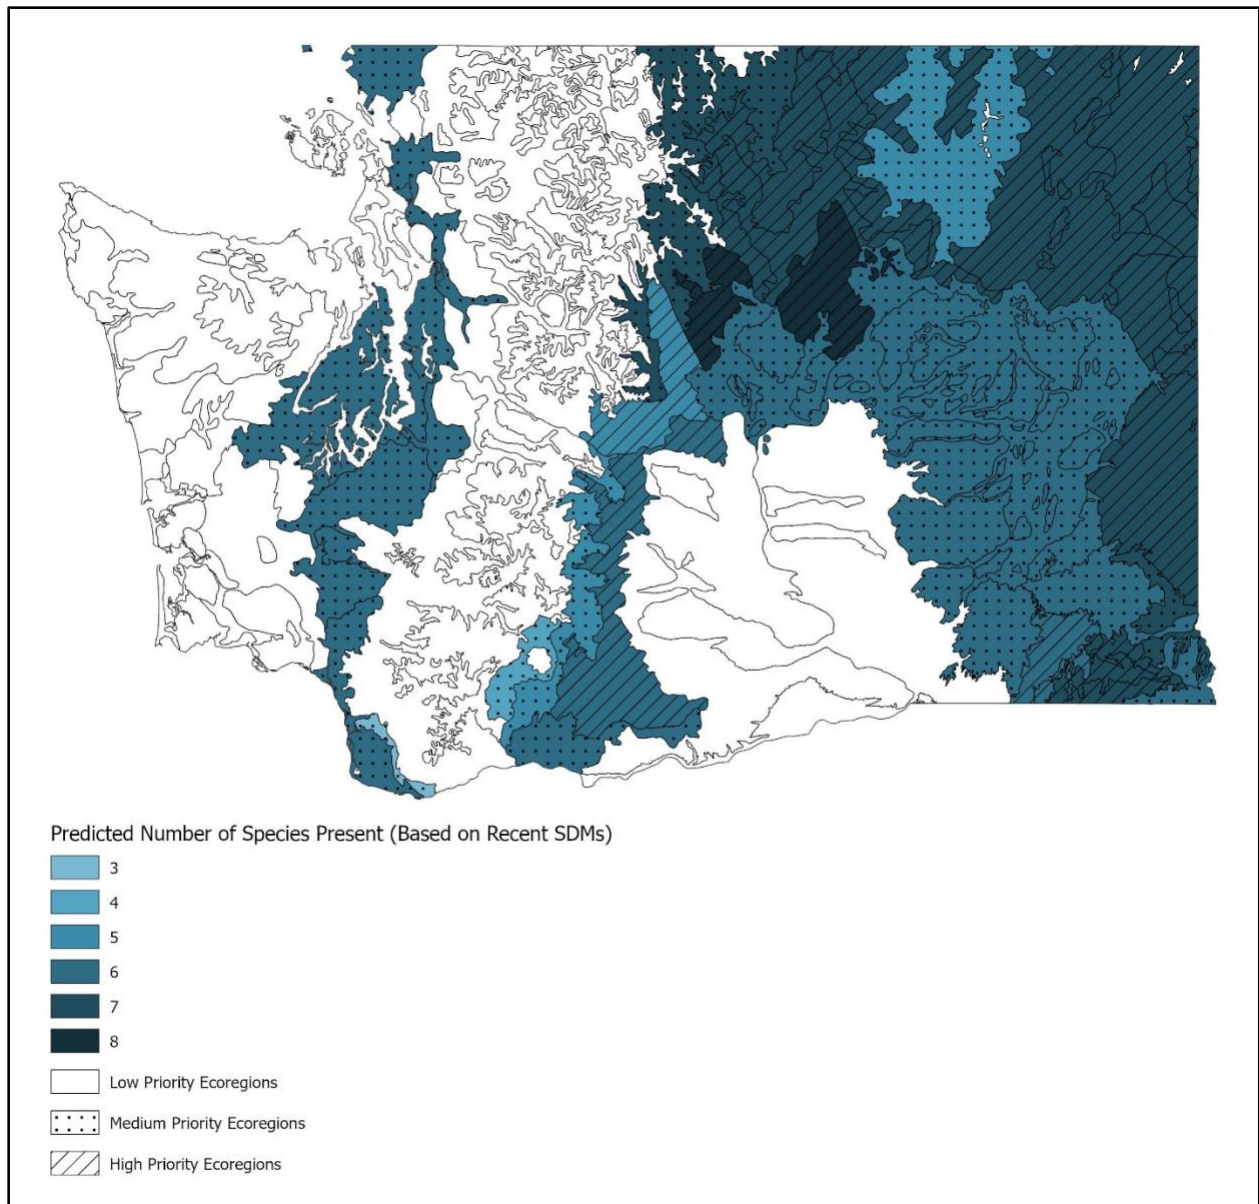 Predicted Number of Species Present (Based on Recent SDMs)
3
4
5
6
7
8
Low Priority Ecoregions
Medium Priority Ecoregions
High Priority Ecoregions